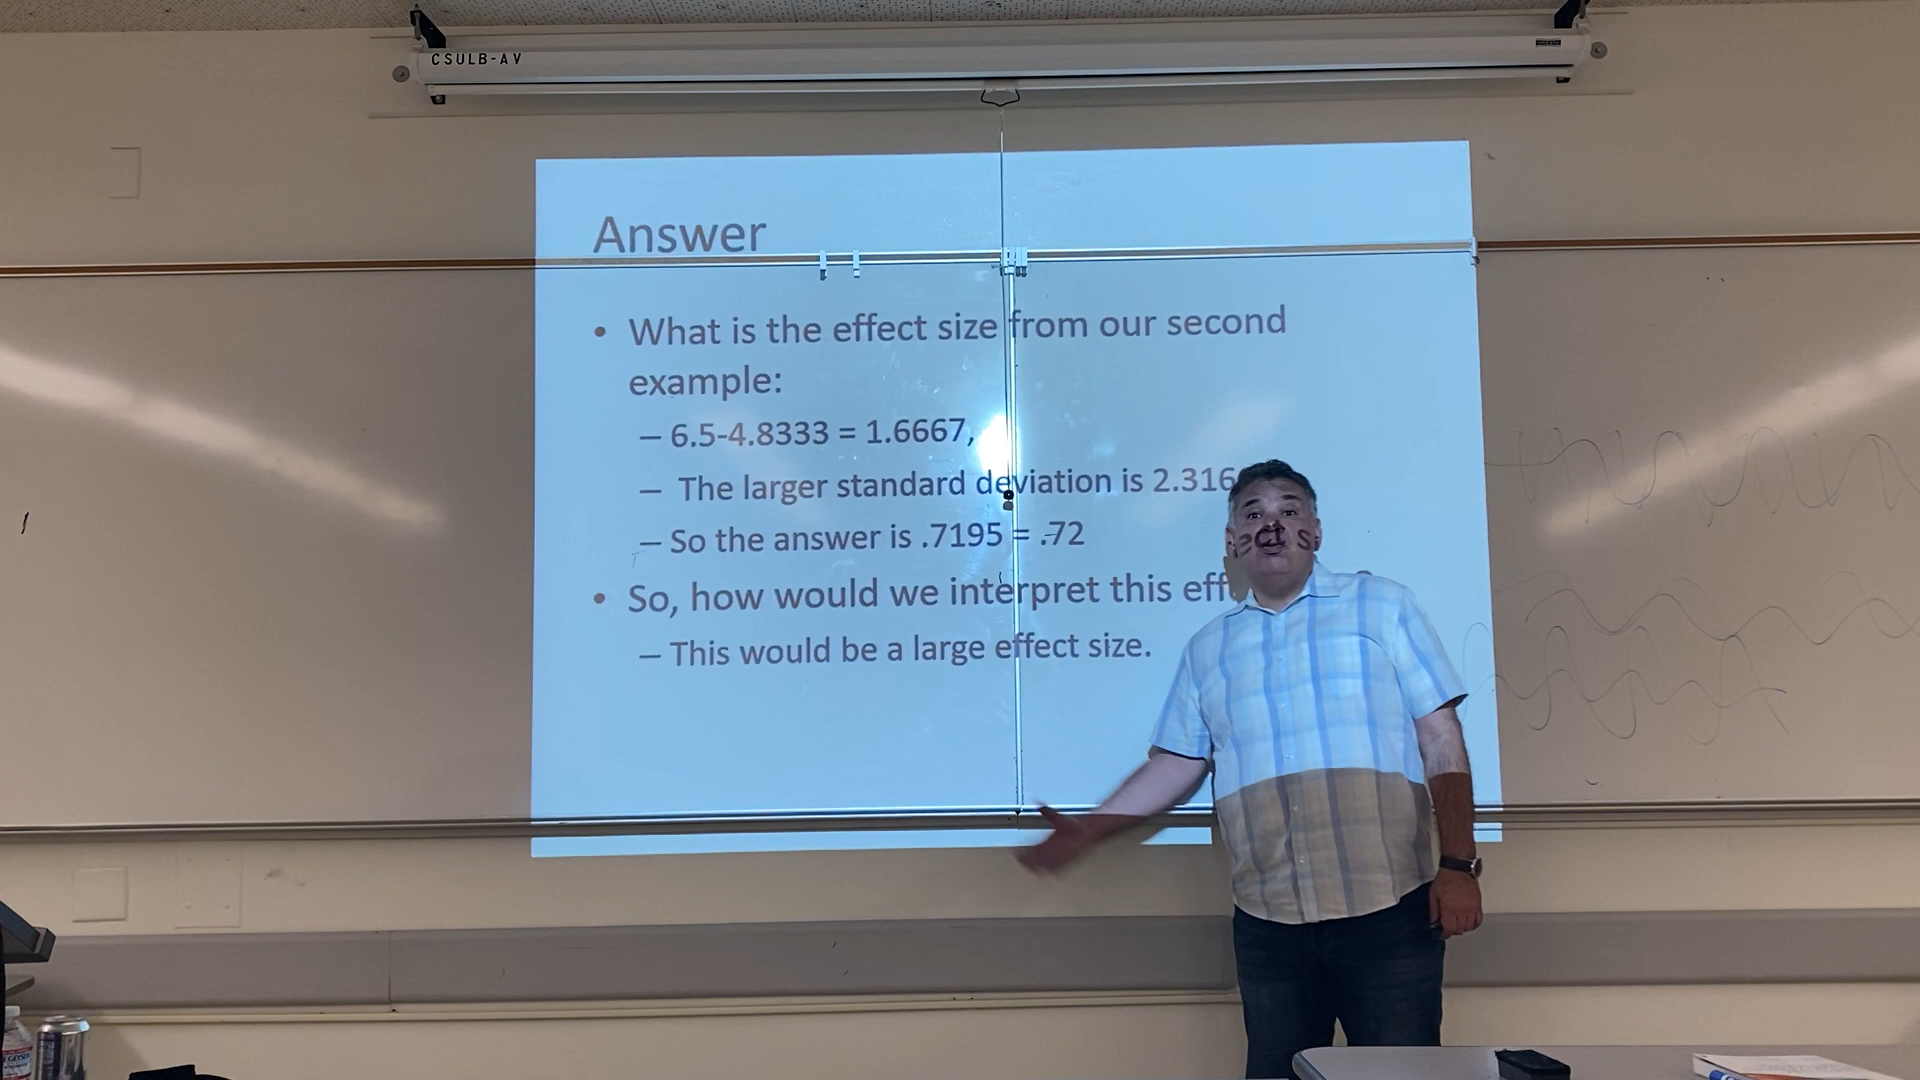 CSULB-AV
Answer
• What is the effect size from our second
example:
– 6.5-4.8333 = 1.6667,
– The larger standard deviation is 2.316
– So the answer is .7195 = .72
• So, how would we interpret this eff
– This would be a large effect size.